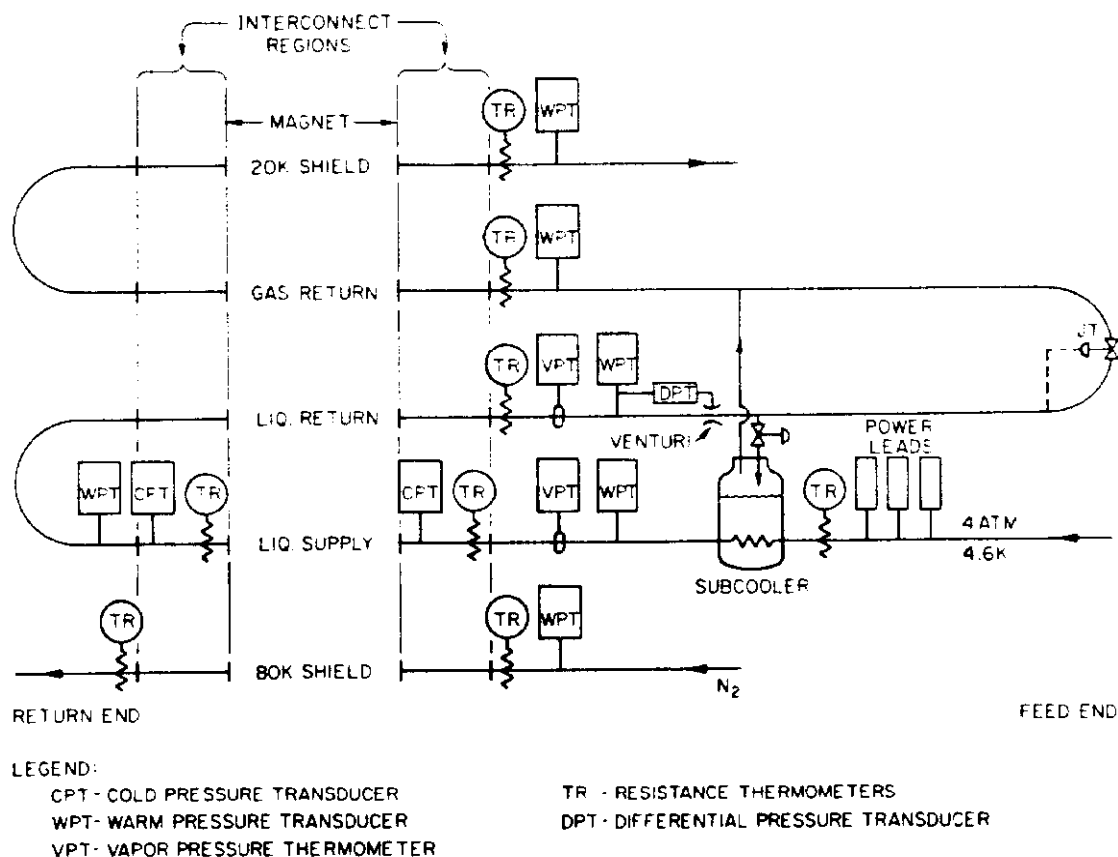 INTERCONNECT
REGIONS
MAGNET
TR WPT
20K SHIELD
TR WPT
GAS RETURN
JT
TR VPT WPT
DPT
LIQ. RETURN
VENTURI
POWER
LEADS
WPT CPT TR CPT TR VPT WPT TR
4 ATM
LIQ. SUPPLY
4.6K
SUBCOOLER
TR TR WPT
80K SHIELD
N2
RETURN END
FEED END
LEGEND:
CPT - COLD PRESSURE TRANSDUCER
TR - RESISTANCE THERMOMETERS
WPT- WARM PRESSURE TRANSDUCER
DPT- DIFFERENTIAL PRESSURE TRANSDUCER
VPT- VAPOR PRESSURE THERMOMETER